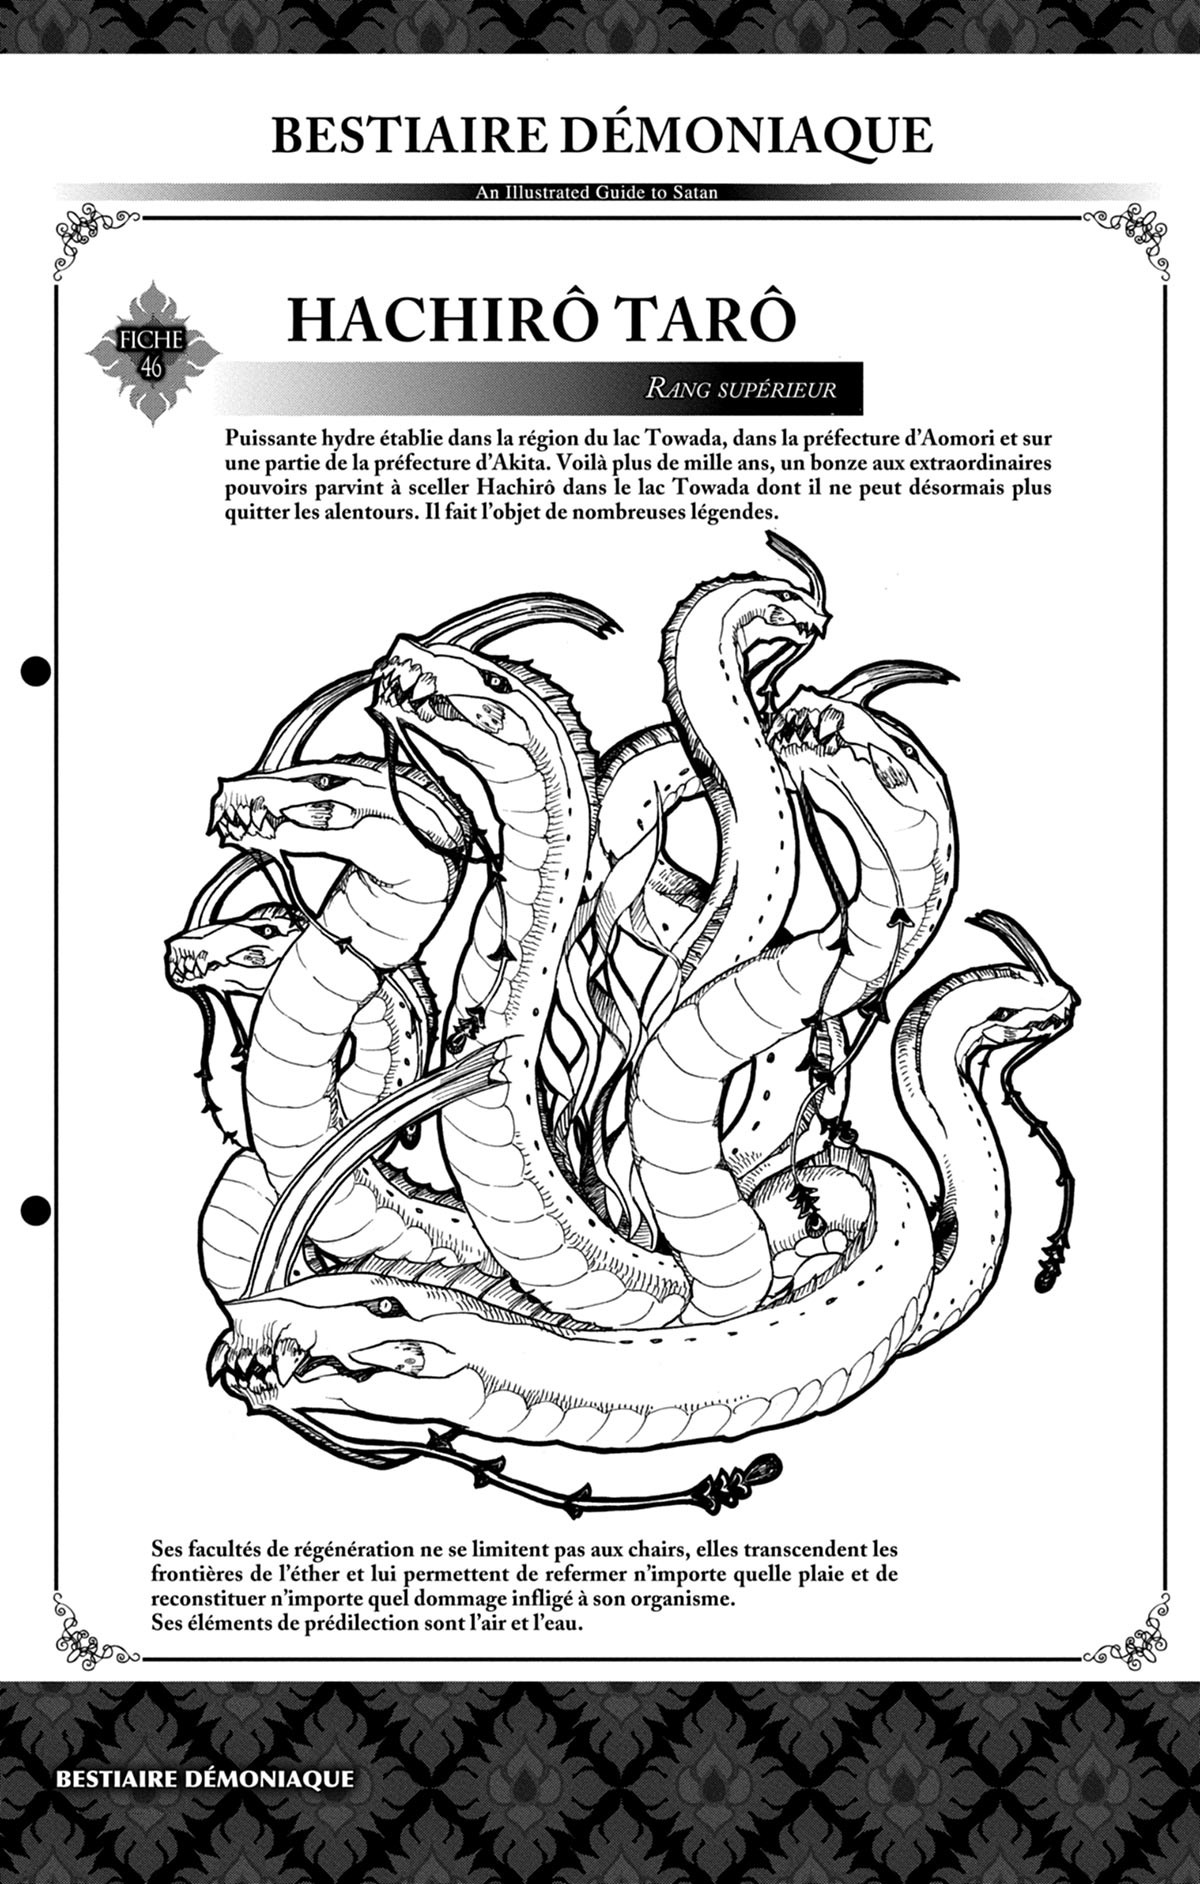 BESTIAIRE DÉMONIAQUE
An Illustrated Guide to Satan
FICHE
46
HACHIRÔ TARÔ
RANG SUPÉRIEUR
Puissante hydre établie dans la région du lac Towada, dans la préfecture d'Aomori et sur
une partie de la préfecture d'Akita. Voilà plus de mille ans, un bonze aux extraordinaires
pouvoirs parvint à sceller Hachirô dans le lac Towada dont il ne peut désormais plus
quitter les alentours. Il fait l'objet de nombreuses légendes.
Ses facultés de régénération ne se limitent pas aux chairs, elles transcendent les
frontières de l'éther et lui permettent de refermer n'importe quelle plaie et de
reconstituer n'importe quel dommage infligé à son organisme.
Ses éléments de prédilection sont l'air et l'eau.
BESTIAIRE DÉMONIAQUE